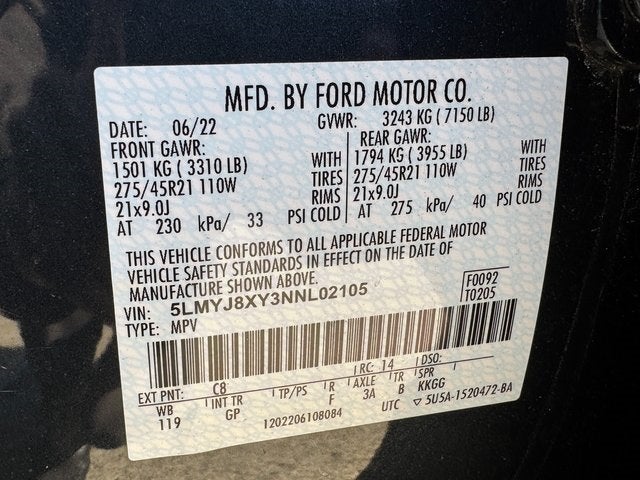 MFD. BY FORD MOTOR CO.
DATE: 06/22 GVWR: 3243 KG ( 7150 LB)
FRONT GAWR: REAR GAWR:
1501 KG ( 3310 LB) WITH 1794 KG ( 3955 LB) WITH
275/45R21 110W TIRES 275/45R21 110W TIRES
21x9.0J RIMS 21x9.0J RIMS
AT 230 kPa/ 33 PSI COLD AT 275 kPa/ 40 PSI COLD
THIS VEHICLE CONFORMS TO ALL APPLICABLE FEDERAL MOTOR
VEHICLE SAFETY STANDARDS IN EFFECT ON THE DATE OF
MANUFACTURE SHOWN ABOVE.
VIN: 5LMYJ8XY3NNL02105 F0092
TYPE: MPV T0205
EXT PNT: C8 RC: 14 DSO:
WB INT TR TP/PS R AXLE TR SPR
119 GP F 3A B KKGG
1202206108084 UTC ▽ 5U5A-1520472-BA